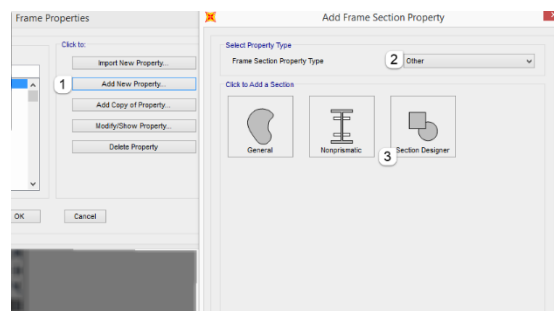 Frame Properties
Click to:
Import New Property...
1 Add New Property...
Add Copy of Property...
Modify/Show Property...
Delete Property
OK
Cancel
Add Frame Section Property
Select Property Type
Frame Section Property Type
2 Other
Click to Add a Section
General
Nonprismatic
3 Section Designer